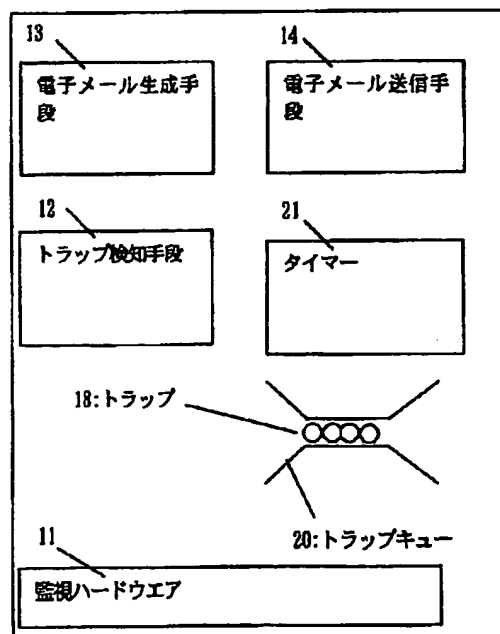 13
電子メール生成手
段
14
電子メール送信手
段
12
トラップ検知手段
21
タイマー
18:トラップ
20:トラップキュー
11
監視ハードウエア